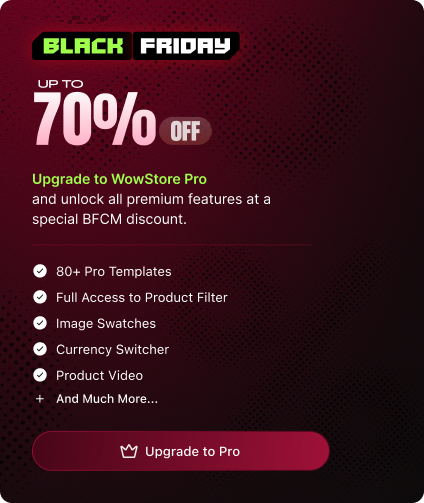 BLACK FRIDAY
UP TO
70% OFF
Upgrade to WowStore Pro
and unlock all premium features at a
special BFCM discount.
80+ Pro Templates
Full Access to Product Filter
Image Swatches
Currency Switcher
Product Video
+ And Much More...
Upgrade to Pro